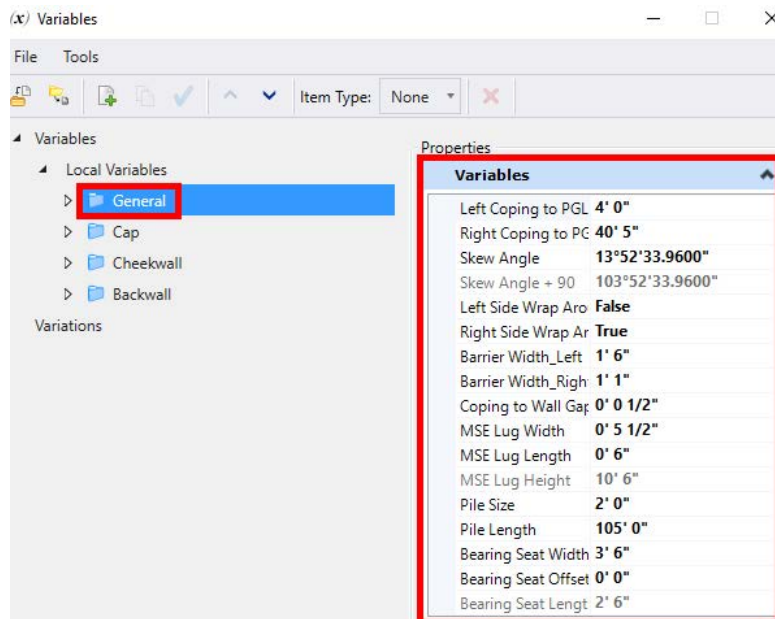 (x) Variables
File Tools
Item Type: None
Variables
Local Variables
General
Cap
Cheekwall
Backwall
Variations
Properties
Variables
Left Coping to PGL 4' 0"
Right Coping to PG 40' 5"
Skew Angle 13°52'33.9600"
Skew Angle + 90 103°52'33.9600"
Left Side Wrap Aro False
Right Side Wrap Ar True
Barrier Width_Left 1' 6"
Barrier Width_Righ 1' 1"
Coping to Wall Gap 0' 0 1/2"
MSE Lug Width 0' 5 1/2"
MSE Lug Length 0' 6"
MSE Lug Height 10' 6"
Pile Size 2' 0"
Pile Length 105' 0"
Bearing Seat Width 3' 6"
Bearing Seat Offset 0' 0"
Bearing Seat Lengt 2' 6"